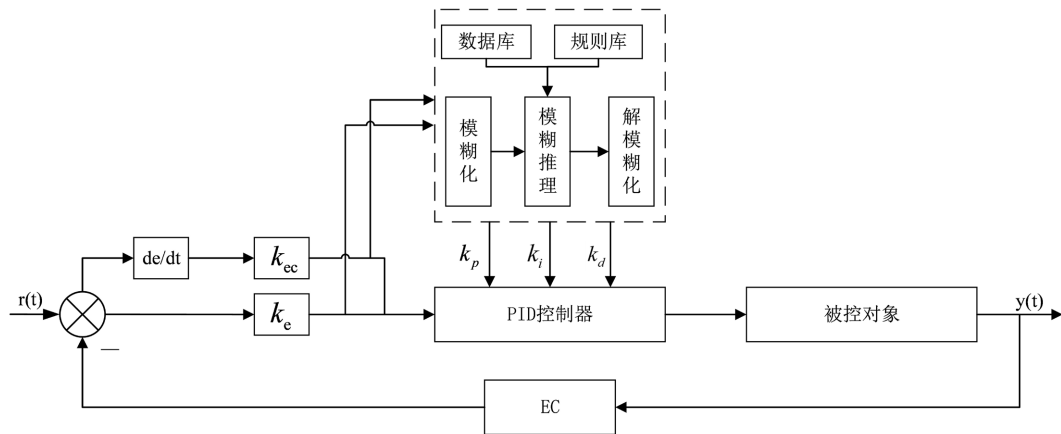 数据库
规则库
模糊化
模糊推理
解模糊化
k_p
k_i
k_d
de/dt
k_ec
r(t)
k_e
PID控制器
被控对象
y(t)
—
EC